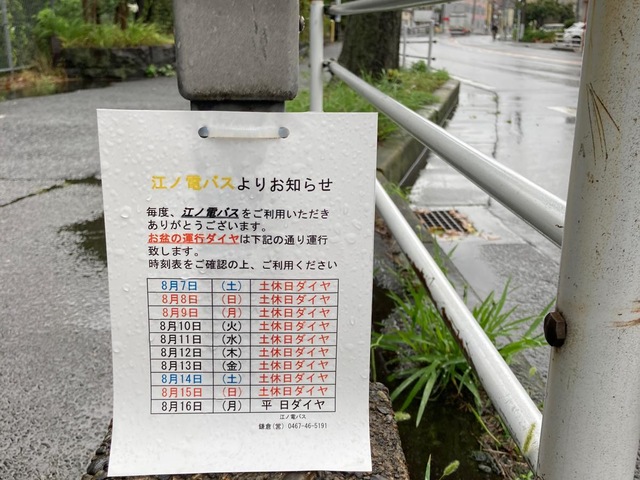 江ノ電バスよりお知らせ
毎度、江ノ電バスをご利用いただき
ありがとうございます。
お盆の運行ダイヤは下記の通り運行
致します。
時刻表をご確認の上、ご利用ください
8月7日 (土) 土休日ダイヤ
8月8日 (日) 土休日ダイヤ
8月9日 (月) 土休日ダイヤ
8月10日 (火) 土休日ダイヤ
8月11日 (水) 土休日ダイヤ
8月12日 (木) 土休日ダイヤ
8月13日 (金) 土休日ダイヤ
8月14日 (土) 土休日ダイヤ
8月15日 (日) 土休日ダイヤ
8月16日 (月) 平 日ダイヤ
江ノ電バス
鎌倉(営) 0467-46-5191